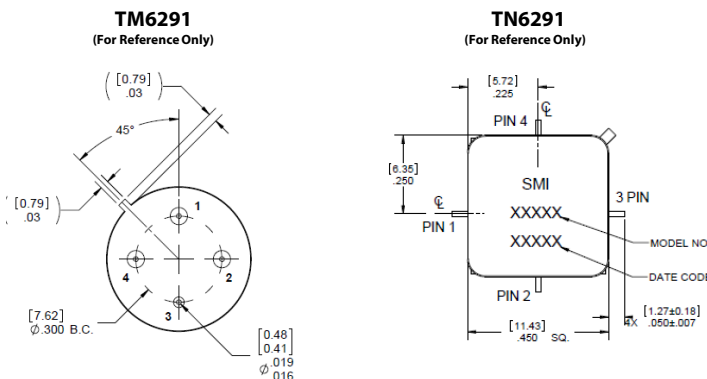 TM6291
(For Reference Only)
[0.79]
.03
45°
[0.79]
.03
1
2
3
4
[7.62]
Ø.300 B.C.
[0.48]
[0.41]
Ø.019
.016
TN6291
(For Reference Only)
[5.72]
.225
℄
PIN 4
[6.35]
.250
SMI
℄
3 PIN
XXXXX
PIN 1
MODEL NO
XXXXX
DATE CODE
PIN 2
[1.27±0.18]
4X .050±.007
[11.43]
.450 SQ.